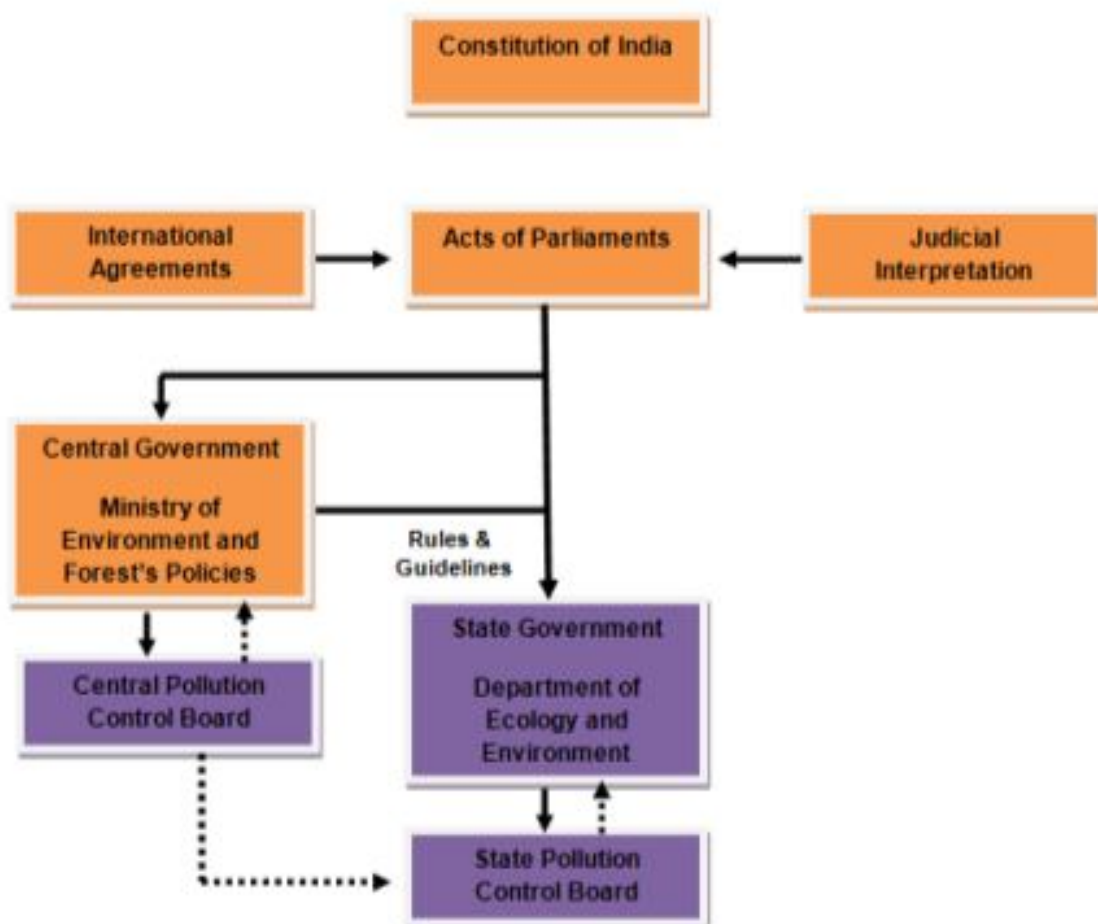 Constitution of India
International
Agreements
Acts of Parliaments
Judicial
Interpretation
Central Government
Ministry of
Environment and
Forest's Policies
Rules &
Guidelines
State Government
Department of
Ecology and
Environment
Central Pollution
Control Board
State Pollution
Control Board